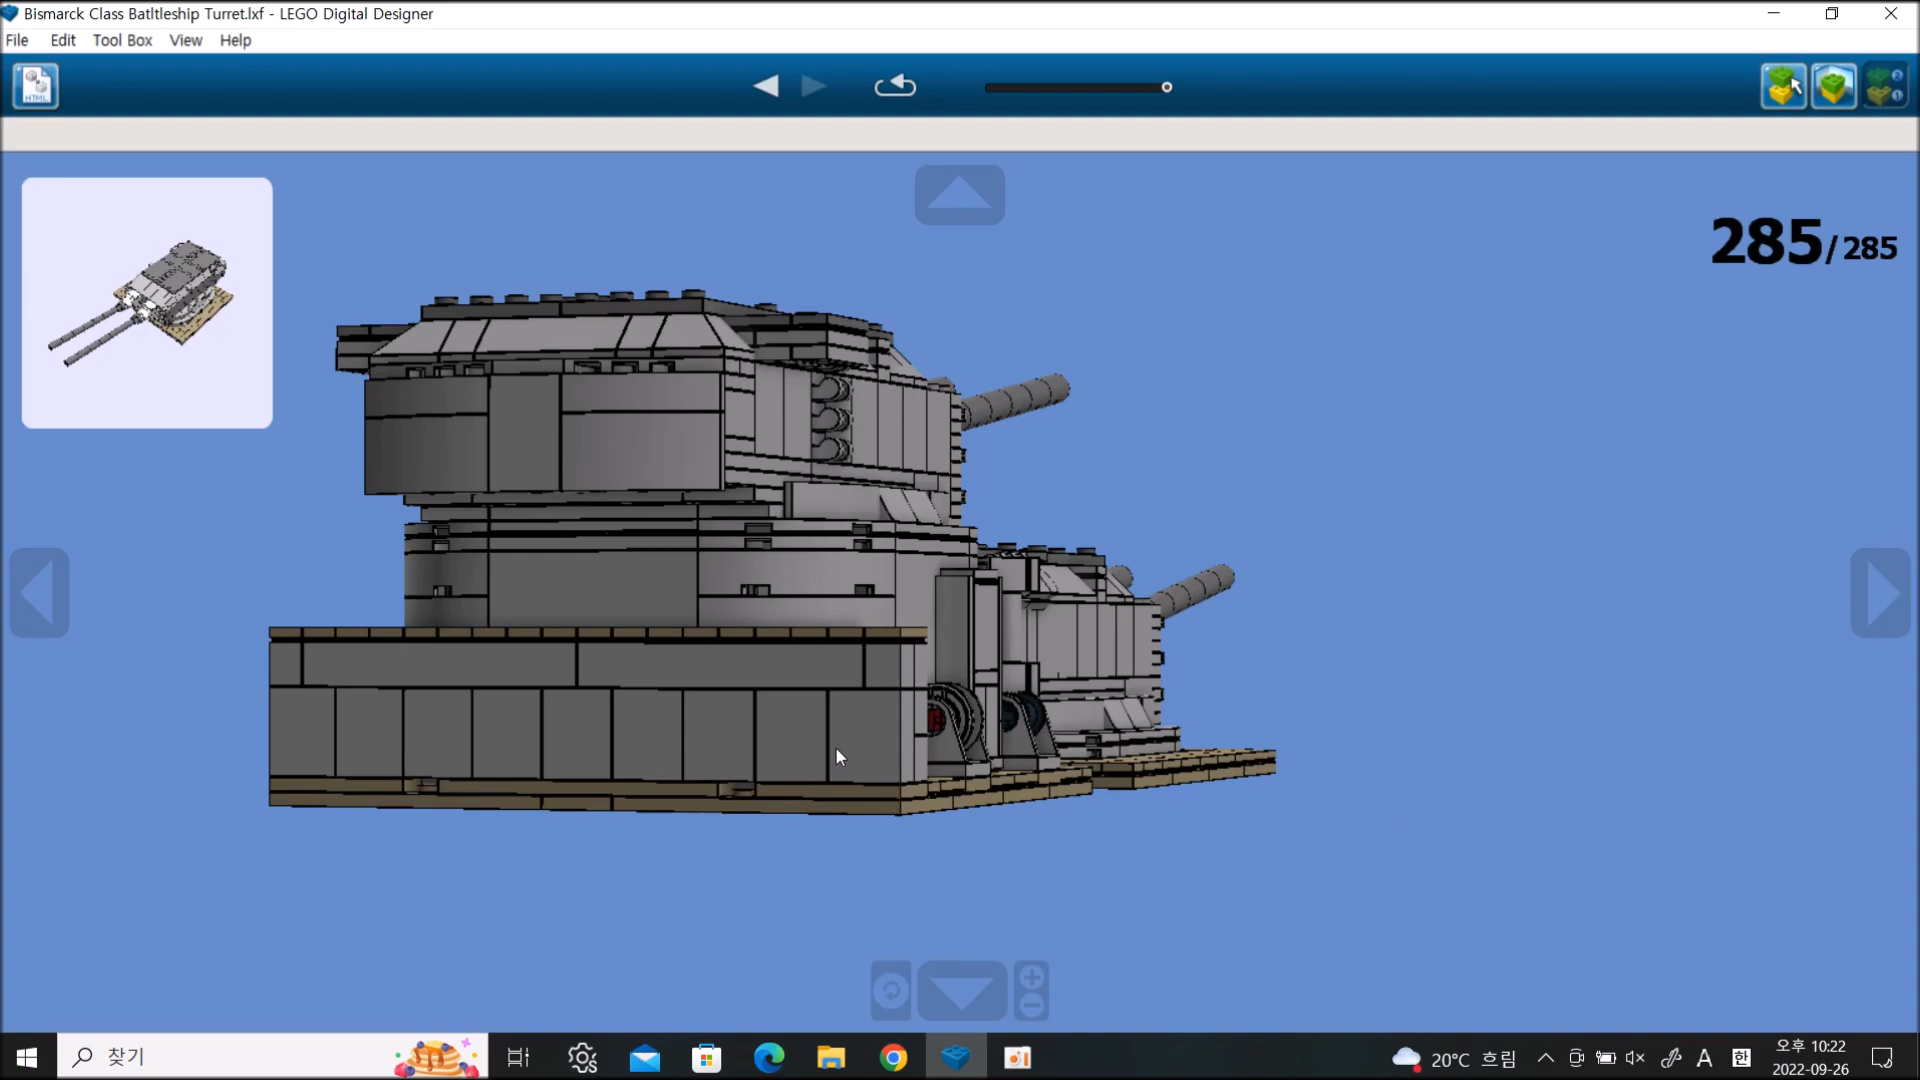 Bismarck Class Batltleship Turret.lxf - LEGO Digital Designer
File Edit Tool Box View Help
HTML
285/285
찾기
20°C 흐림
A
한
오후 10:22
2022-09-26